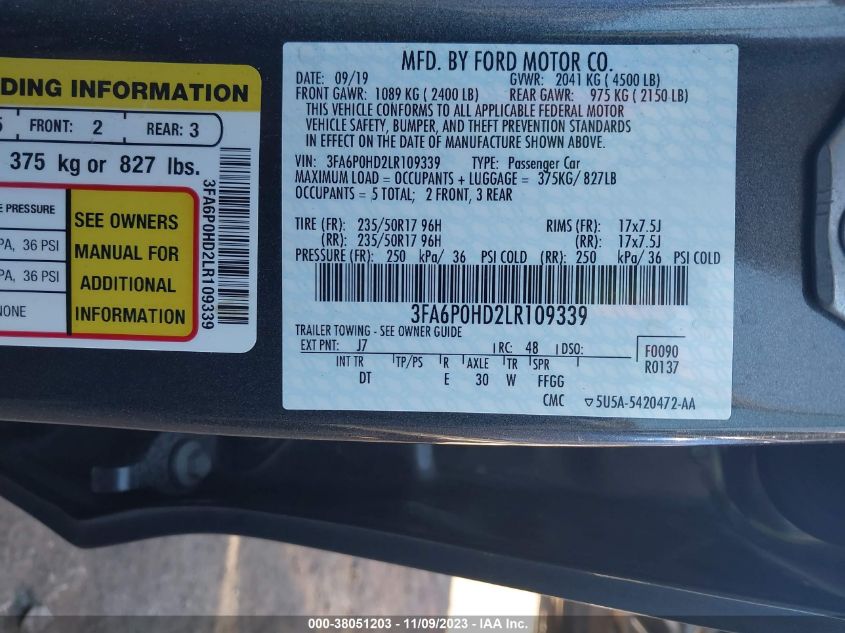 DING INFORMATION
5 FRONT: 2 REAR: 3
375 kg or 827 lbs.
E PRESSURE
PA, 36 PSI
PA, 36 PSI
NONE
SEE OWNERS
MANUAL FOR
ADDITIONAL
INFORMATION
3FA6P0HD2LR109339
MFD. BY FORD MOTOR CO.
DATE: 09/19 GVWR: 2041 KG ( 4500 LB)
FRONT GAWR: 1089 KG ( 2400 LB) REAR GAWR: 975 KG ( 2150 LB)
THIS VEHICLE CONFORMS TO ALL APPLICABLE FEDERAL MOTOR
VEHICLE SAFETY, BUMPER, AND THEFT PREVENTION STANDARDS
IN EFFECT ON THE DATE OF MANUFACTURE SHOWN ABOVE.
VIN: 3FA6P0HD2LR109339 TYPE: Passenger Car
MAXIMUM LOAD = OCCUPANTS + LUGGAGE = 375KG/ 827LB
OCCUPANTS = 5 TOTAL; 2 FRONT, 3 REAR
TIRE (FR): 235/50R17 96H RIMS (FR): 17x7.5J
(RR): 235/50R17 96H (RR): 17x7.5J
PRESSURE (FR): 250 kPa/ 36 PSI COLD (RR): 250 kPa/ 36 PSI COLD
3FA6P0HD2LR109339
TRAILER TOWING - SEE OWNER GUIDE
EXT PNT: J7 RC: 48 DSO: F0090
INT TR TP/PS R AXLE TR SPR R0137
DT E 30 W FFGG
CMC ▽5U5A-5420472-AA
000-38051203 - 11/09/2023 - IAA Inc.